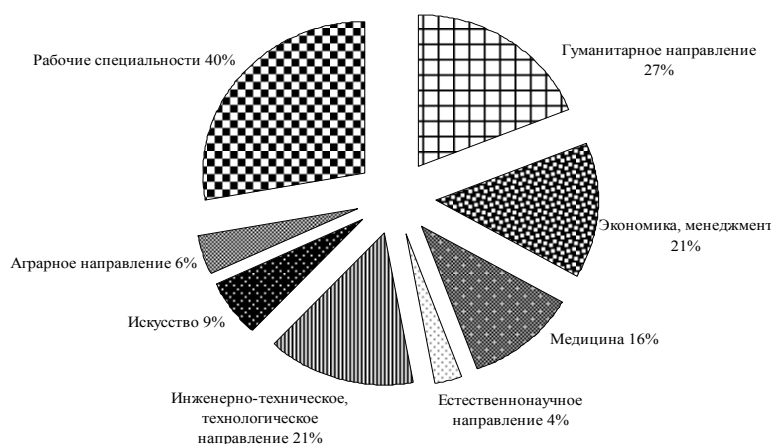 Рабочие специальности 40%
Гуманитарное направление
27%
Экономика, менеджмент
21%
Медицина 16%
Естественнонаучное
направление 4%
Инженерно-техническое,
технологическое
направление 21%
Искусство 9%
Аграрное направление 6%